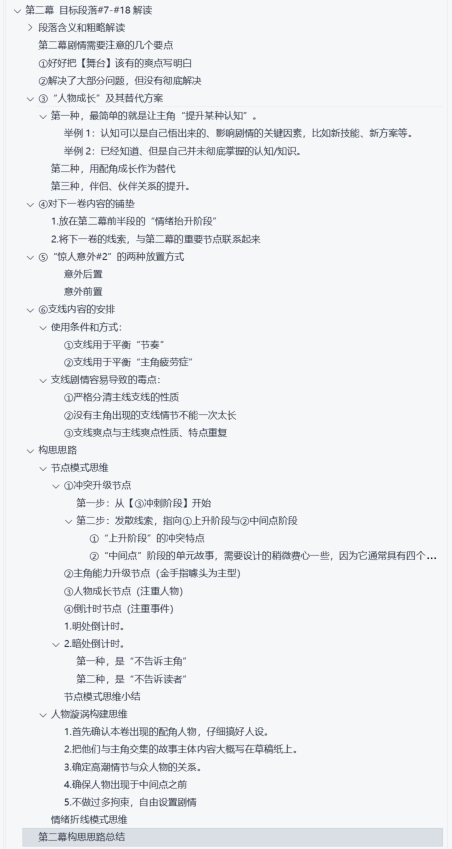 第二幕 目标段落#7-#18 解读
段落含义和粗略解读
第二幕剧情需要注意的几个要点
①好好把【舞台】该有的爽点写明白
②解决了大部分问题，但没有彻底解决
③“人物成长”及其替代方案
第一种，最简单的就是让主角“提升某种认知”。
举例 1：认知可以是自己悟出来的、影响剧情的关键因素，比如新技能、新方案等。
举例 2：已经知道、但是自己并未彻底掌握的认知/知识。
第二种，用配角成长作为替代
第三种，伴侣、伙伴关系的提升。
④对下一卷内容的铺垫
1.放在第二幕前半段的“情绪抬升阶段”
2.将下一卷的线索，与第二幕的重要节点联系起来
⑤“惊人意外#2”的两种放置方式
意外后置
意外前置
⑥支线内容的安排
使用条件和方式：
①支线用于平衡“节奏”
②支线用于平衡“主角疲劳症”
支线剧情容易导致的毒点：
①严格分清主线支线的性质
②没有主角出现的支线情节不能一次太长
③支线爽点与主线爽点性质、特点重复
构思思路
节点模式思维
①冲突升级节点
第一步：从【③冲刺阶段】开始
第二步：发散线索，指向①上升阶段与②中间点阶段
①“上升阶段”的冲突特点
②“中间点”阶段的单元故事，需要设计的稍微费心一些，因为它通常具有四个...
②主角能力升级节点（金手指噱头为主型）
③人物成长节点（注重人物）
④倒计时节点（注重事件）
1.明处倒计时。
2.暗处倒计时。
第一种，是“不告诉主角”
第二种，是“不告诉读者”
节点模式思维小结
人物漩涡构建思维
1.首先确认本卷出现的配角人物，仔细搞好人设。
2.把他们与主角交集的故事主体内容大概写在草稿纸上。
3.确定高潮情节与众人物的关系。
4.确保人物出现于中间点之前
5.不做过多拘束，自由设置剧情
情绪折线模式思维
第二幕构思思路总结